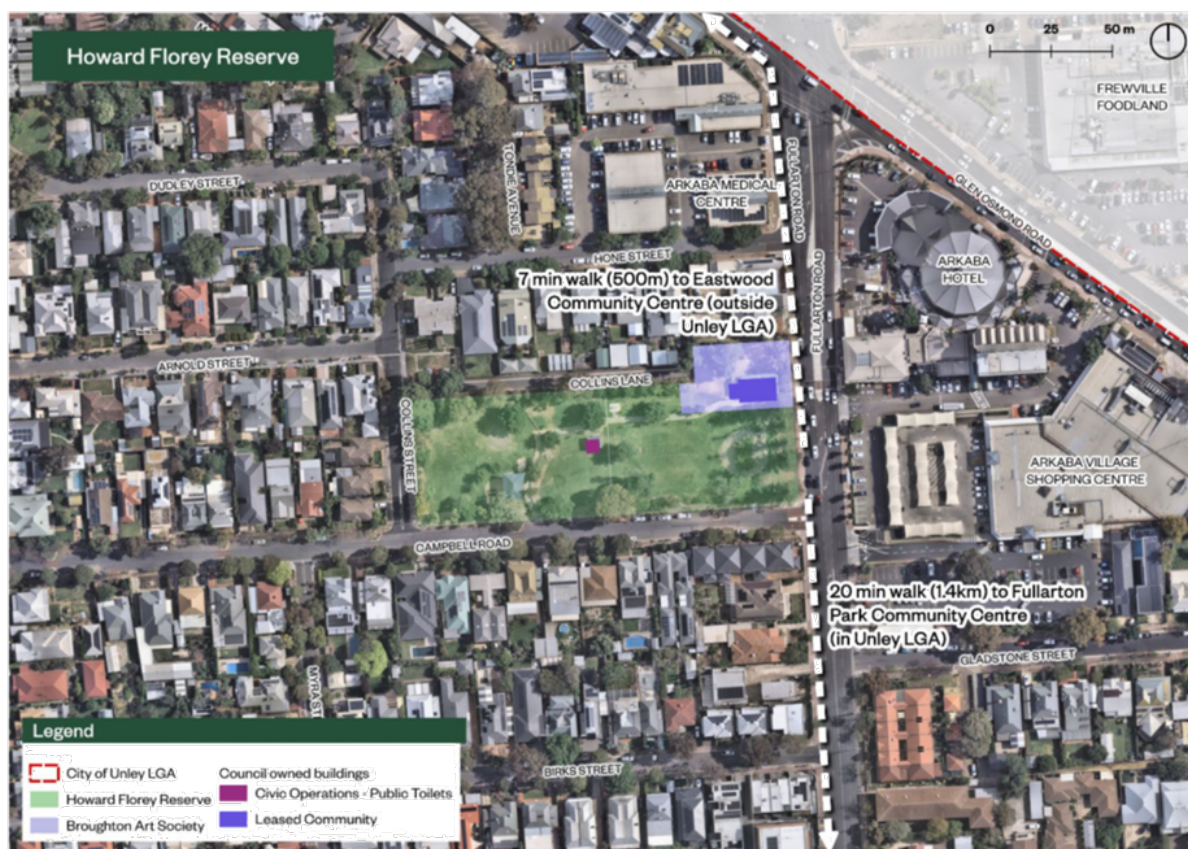 Howard Florey Reserve
0 25 50 m
FREWVILLE
FOODLAND
TONCIE AVENUE
FULLARTON ROAD
GLEN OSMOND ROAD
DUDLEY STREET
ARKABA MEDICAL
CENTRE
HONE STREET
FULLARTON ROAD
ARKABA
HOTEL
7 min walk (500m) to Eastwood
Community Centre (outside
Unley LGA)
ARNOLD STREET
COLLINS LANE
COLLINS STREET
ARKABA VILLAGE
SHOPPING CENTRE
CAMPBELL ROAD
20 min walk (1.4km) to Fullarton
Park Community Centre
(in Unley LGA)
GLADSTONE STREET
BIRKS STREET
Legend
City of Unley LGA
Howard Florey Reserve
Broughton Art Society
Council owned buildings
Civic Operations - Public Toilets
Leased Community